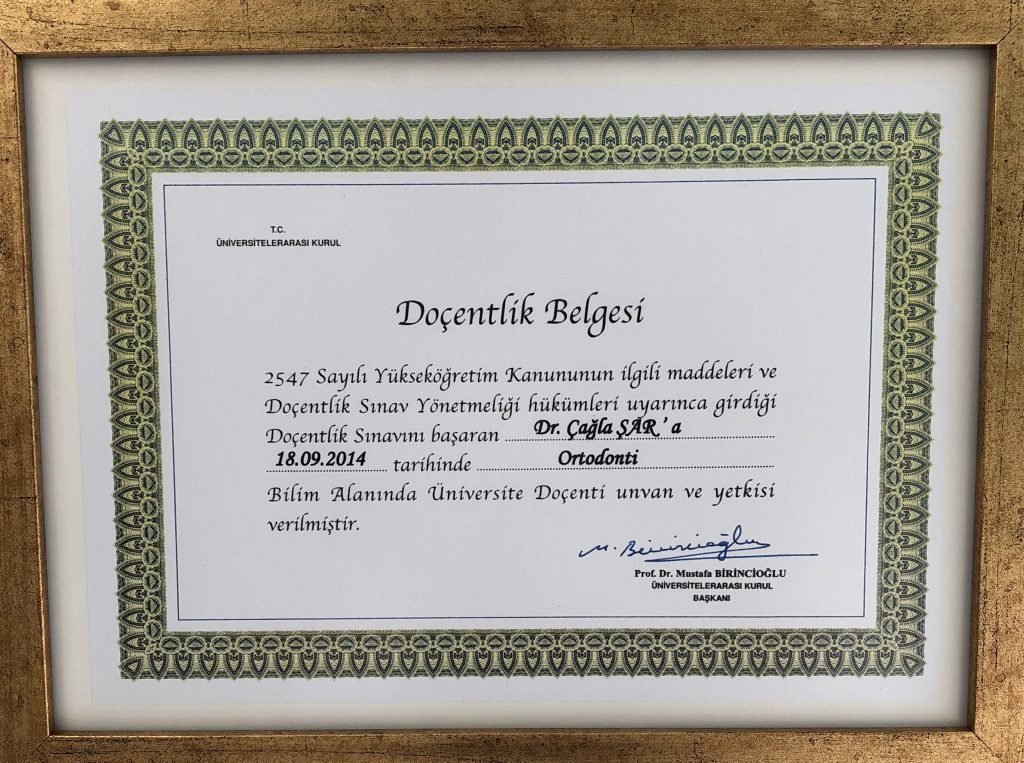 T.C.
ÜNİVERSİTELERARASI KURUL
Doçentlik Belgesi
2547 Sayılı Yükseköğretim Kanununun ilgili maddeleri ve
Doçentlik Sınav Yönetmeliği hükümleri uyarınca girdiği
Doçentlik Sınavını başaran Dr. Çağla ŞAR' a
18.09.2014 tarihinde Ortodonti
Bilim Alanında Üniversite Doçenti unvan ve yetkisi
verilmiştir.
M. Birincioğlu
Prof. Dr. Mustafa BİRİNCİOĞLU
ÜNİVERSİTELERARASI KURUL
BAŞKANI